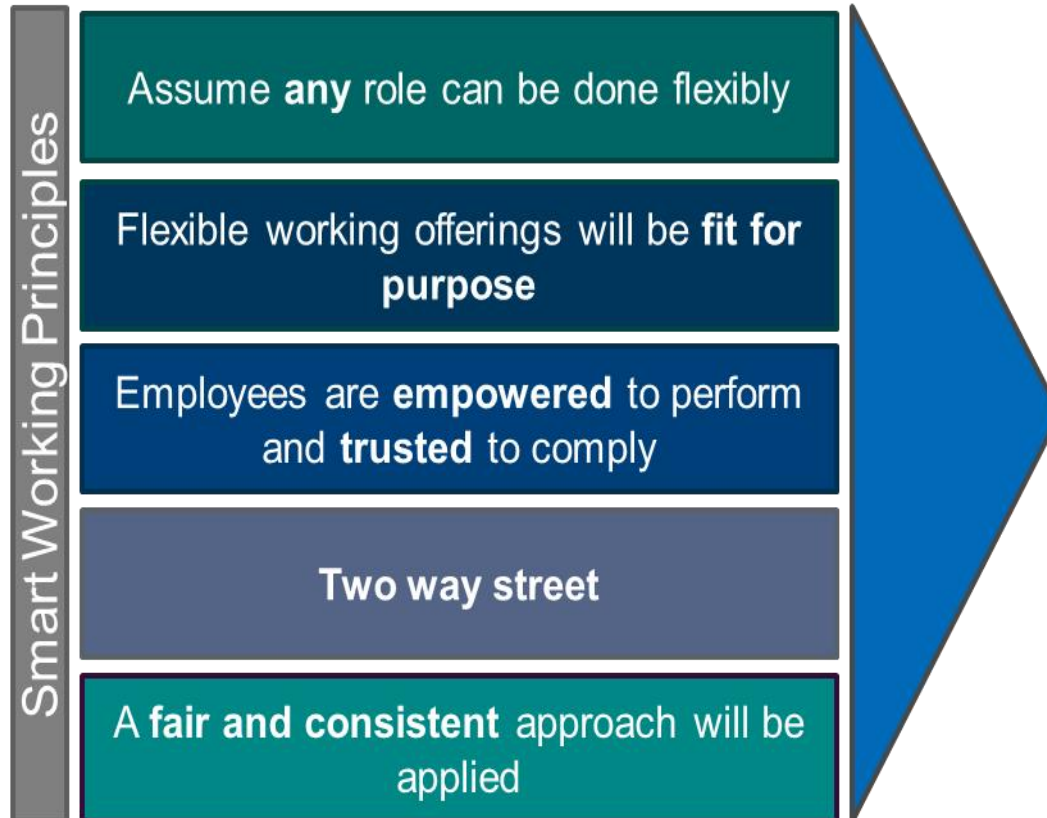 Smart Working Principles
Assume any role can be done flexibly
Flexible working offerings will be fit for
purpose
Employees are empowered to perform
and trusted to comply
Two way street
A fair and consistent approach will be
applied